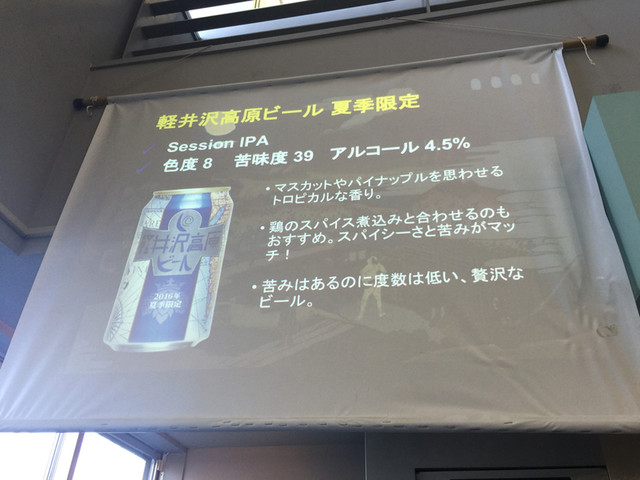 軽井沢高原ビール 夏季限定
Session IPA
色度 8 苦味度 39 アルコール 4.5%
• マスカットやパイナップルを思わせる
トロピカルな香り。
• 鶏のスパイス煮込みと合わせるのも
おすすめ。スパイシーさと苦みがマッ
チ！
• 苦みはあるのに度数は低い、贅沢な
ビール。
軽井沢高原
ビール
2016年
夏季限定